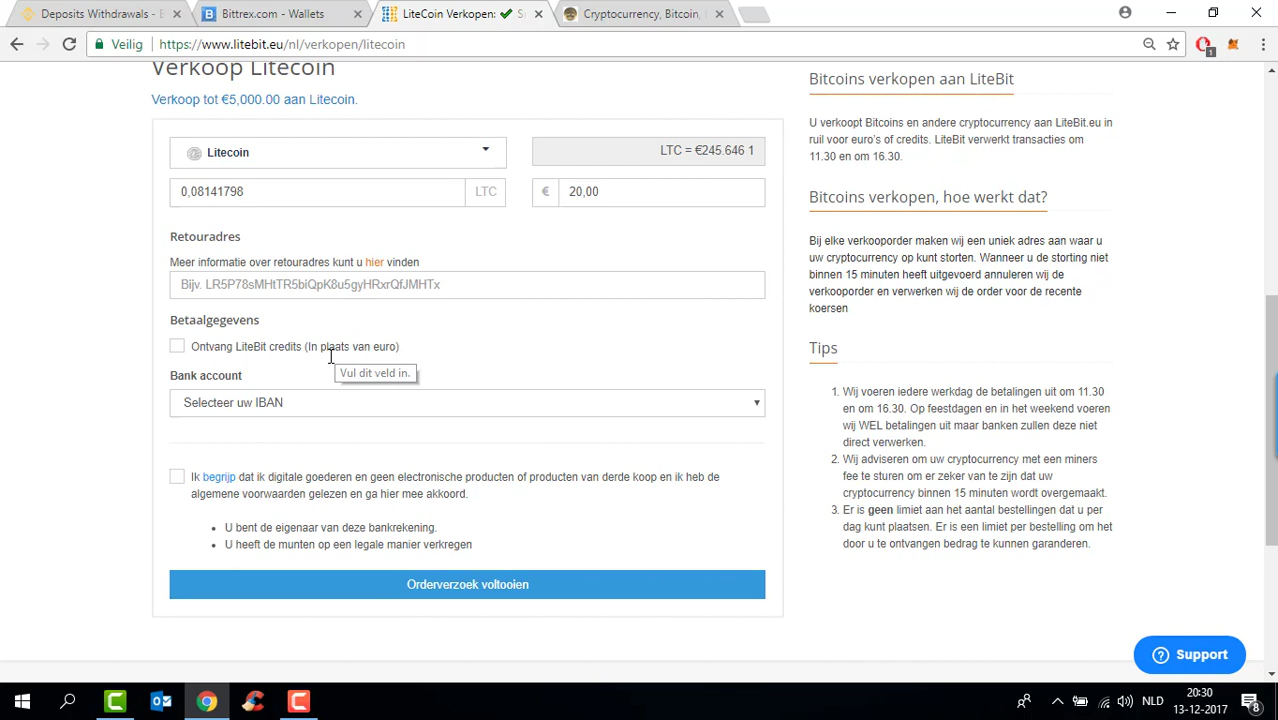 Deposits Withdrawals - B
Bittrex.com - Wallets
LiteCoin Verkopen: ✔ Sn
Cryptocurrency, Bitcoin,
Veilig
https://www.litebit.eu/nl/verkopen/litecoin
1
Verkoop Litecoin
Verkoop tot €5,000.00 aan Litecoin.
Litecoin
LTC = €245.646 1
0,08141798
LTC
€
20,00
Retouradres
Meer informatie over retouradres kunt u hier vinden
Bijv. LR5P78sMHtTR5biQpK8u5gyHRxrQfJMHTx
Betaalgegevens
Ontvang LiteBit credits (In plaats van euro)
Vul dit veld in.
Bank account
Selecteer uw IBAN
Ik begrijp dat ik digitale goederen en geen electronische producten of producten van derde koop en ik heb de
algemene voorwaarden gelezen en ga hier mee akkoord.
• U bent de eigenaar van deze bankrekening.
• U heeft de munten op een legale manier verkregen
Orderverzoek voltooien
Bitcoins verkopen aan LiteBit
U verkoopt Bitcoins en andere cryptocurrency aan LiteBit.eu in
ruil voor euro's of credits. LiteBit verwerkt transacties om
11.30 en om 16.30.
Bitcoins verkopen, hoe werkt dat?
Bij elke verkooporder maken wij een uniek adres aan waar u
uw cryptocurrency op kunt storten. Wanneer u de storting niet
binnen 15 minuten heeft uitgevoerd annuleren wij de
verkooporder en verwerken wij de order voor de recente
koersen
Tips
1. Wij voeren iedere werkdag de betalingen uit om 11.30
en om 16.30. Op feestdagen en in het weekend voeren
wij WEL betalingen uit maar banken zullen deze niet
direct verwerken.
2. Wij adviseren om uw cryptocurrency met een miners
fee te sturen om er zeker van te zijn dat uw
cryptocurrency binnen 15 minuten wordt overgemaakt.
3. Er is geen limiet aan het aantal bestellingen dat u per
dag kunt plaatsen. Er is een limiet per bestelling om het
door u te ontvangen bedrag te kunnen garanderen.
Support
NLD
20:30
13-12-2017
8